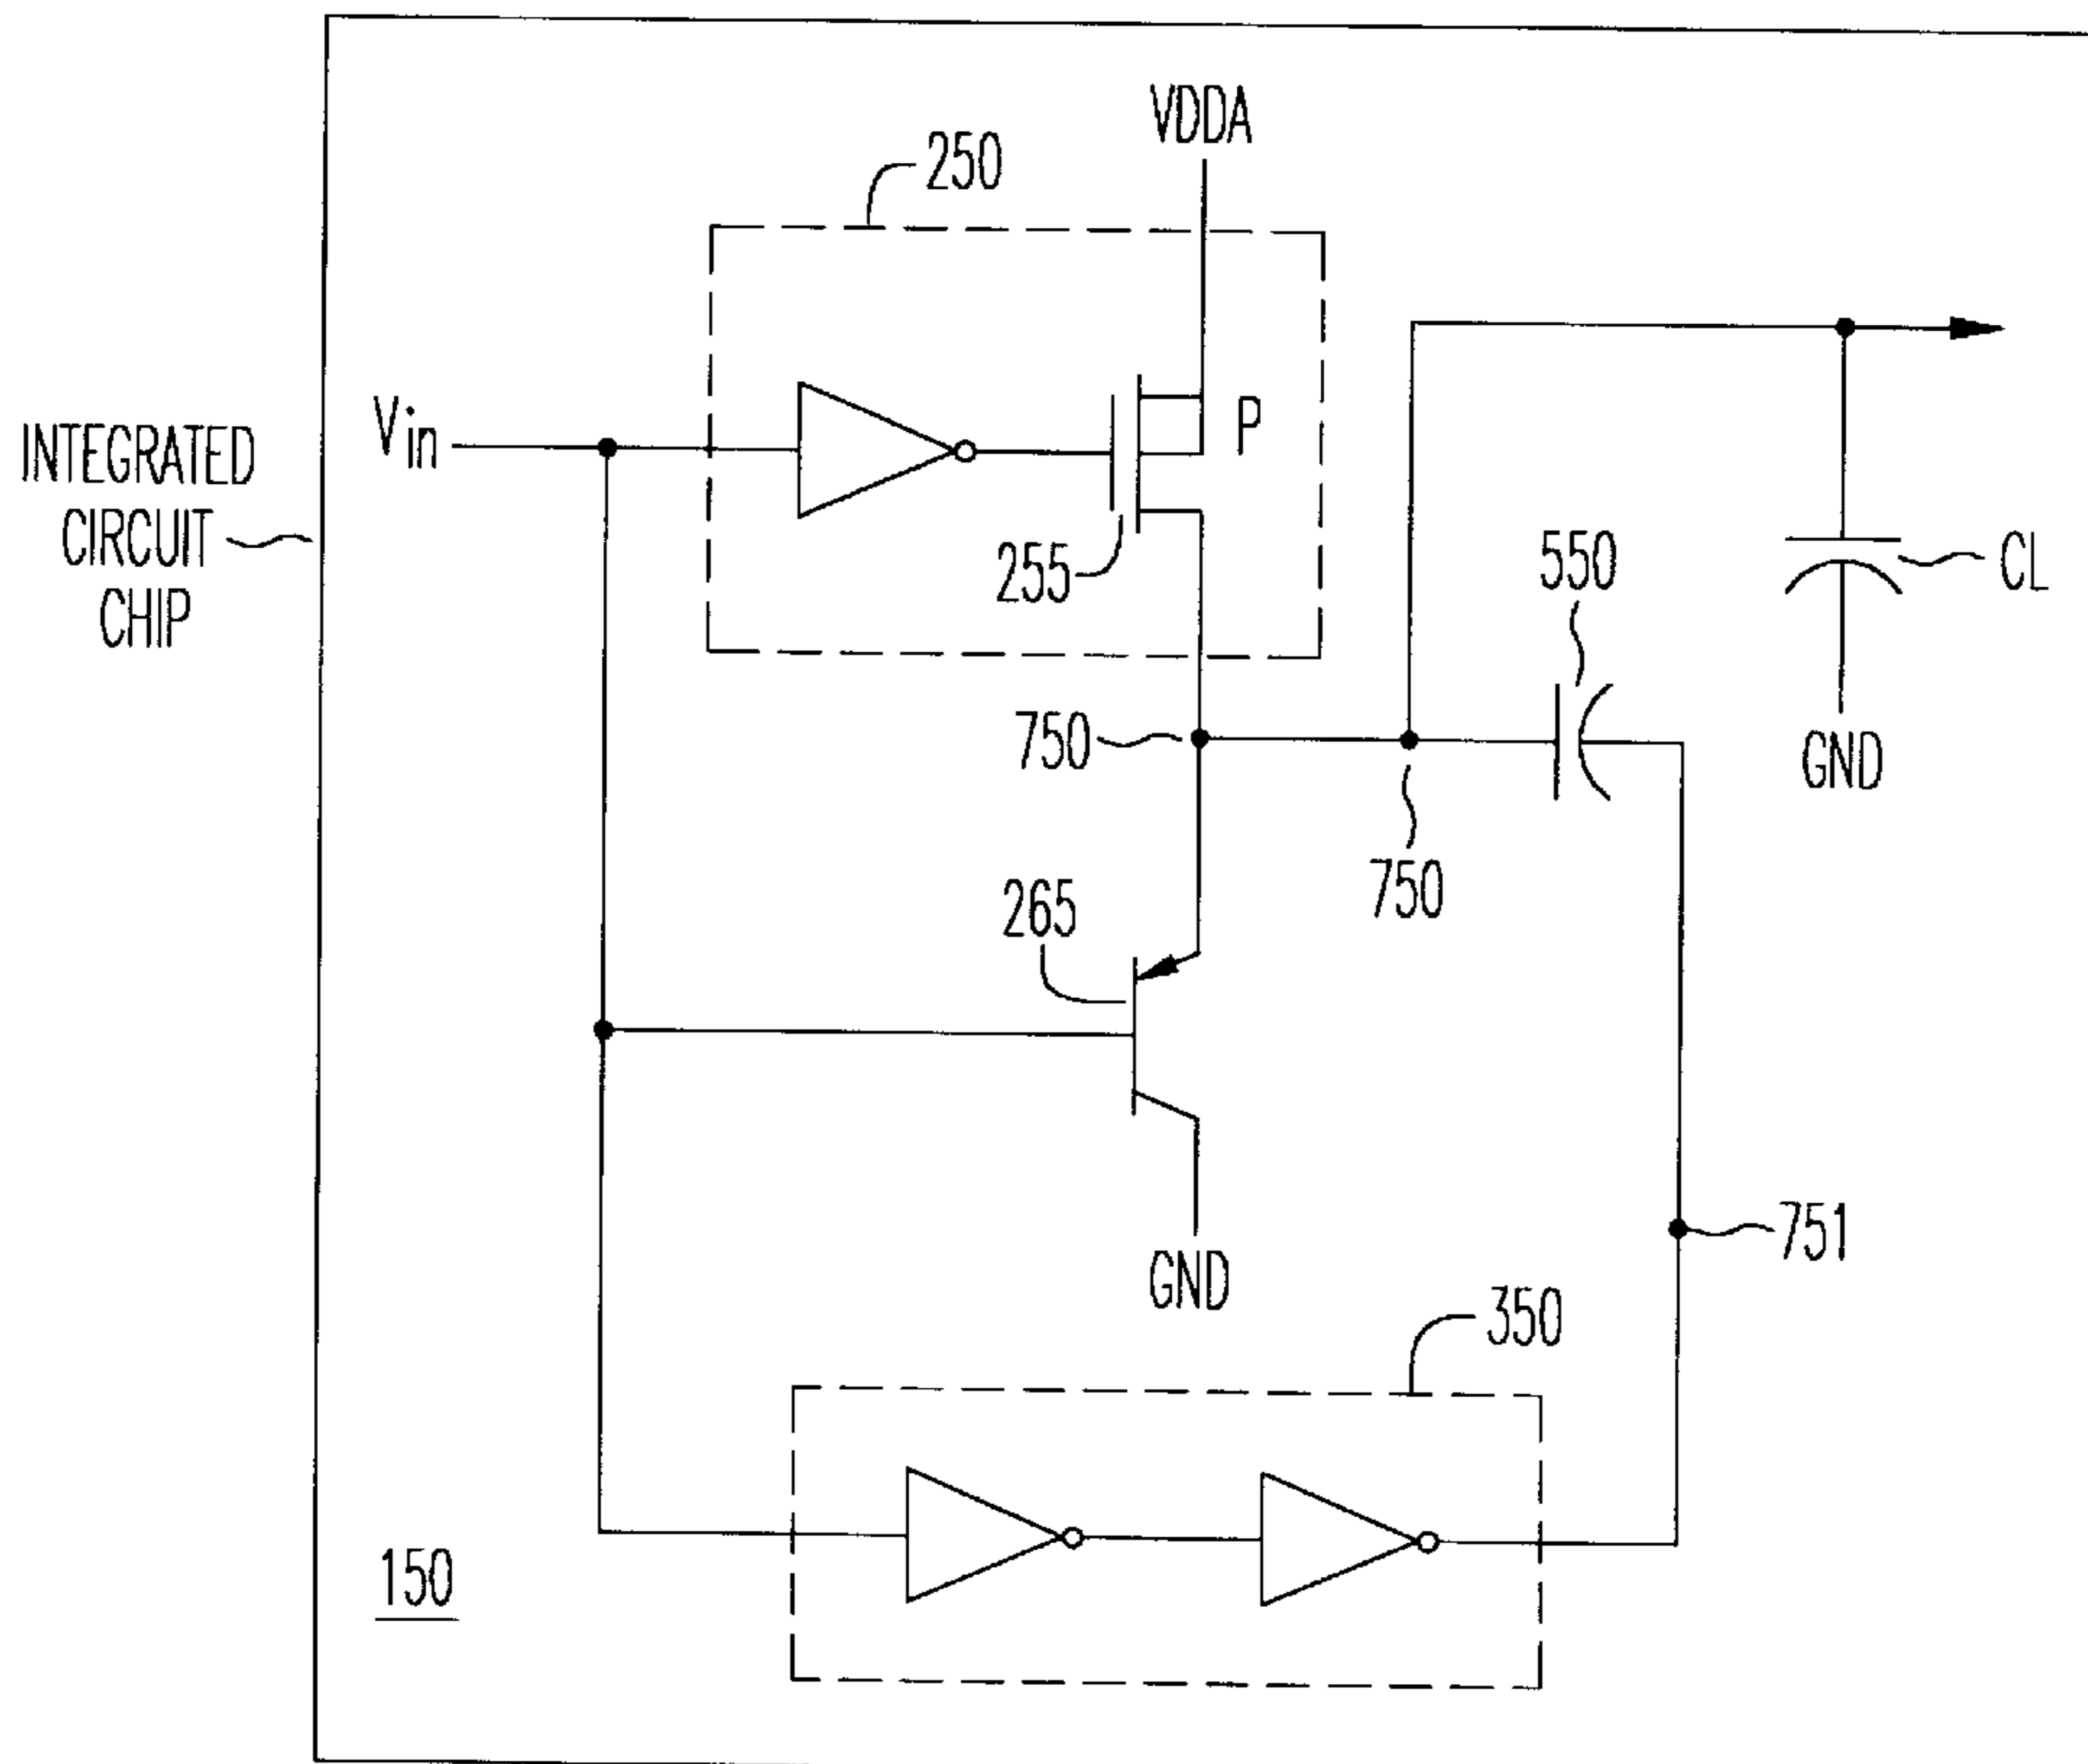 VDDA
250
Vin
P
INTEGRATED
CIRCUIT
CHIP
255
550
CL
750
GND
750
265
751
GND
350
150